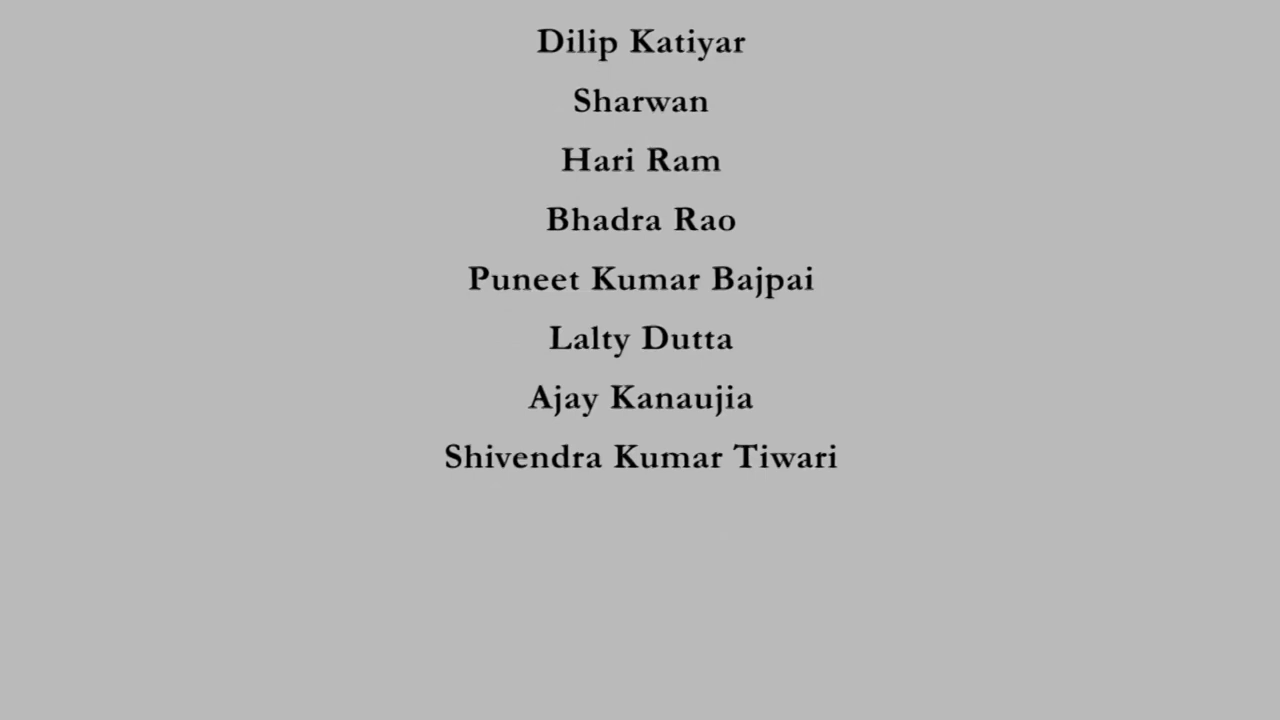 Dilip Katiyar
Sharwan
Hari Ram
Bhadra Rao
Puneet Kumar Bajpai
Lalty Dutta
Ajay Kanaujia
Shivendra Kumar Tiwari